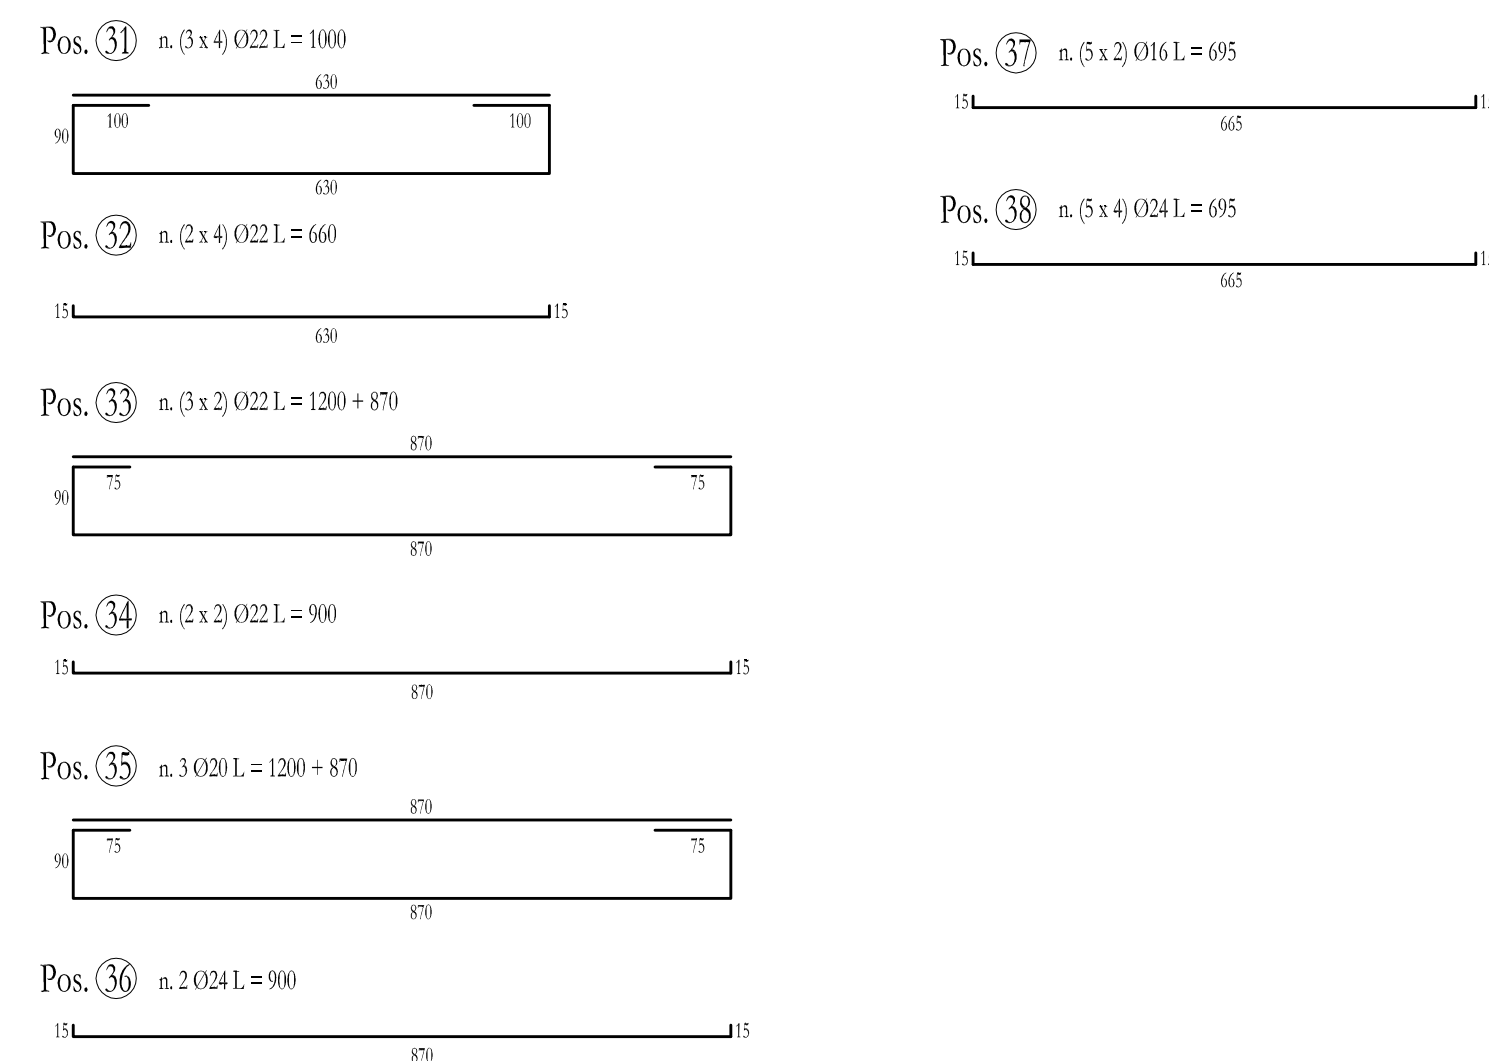 Pos. 31 n. (3 x 4) Ø22 L = 1000
630
100 100
90
630
Pos. 32 n. (2 x 4) Ø22 L = 660
15 15
630
Pos. 33 n. (3 x 2) Ø22 L = 1200 + 870
870
75 75
90
870
Pos. 34 n. (2 x 2) Ø22 L = 900
15 15
870
Pos. 35 n. 3 Ø20 L = 1200 + 870
870
75 75
90
870
Pos. 36 n. 2 Ø24 L = 900
15 15
870
Pos. 37 n. (5 x 2) Ø16 L = 695
15
665
Pos. 38 n. (5 x 4) Ø24 L = 695
15
665